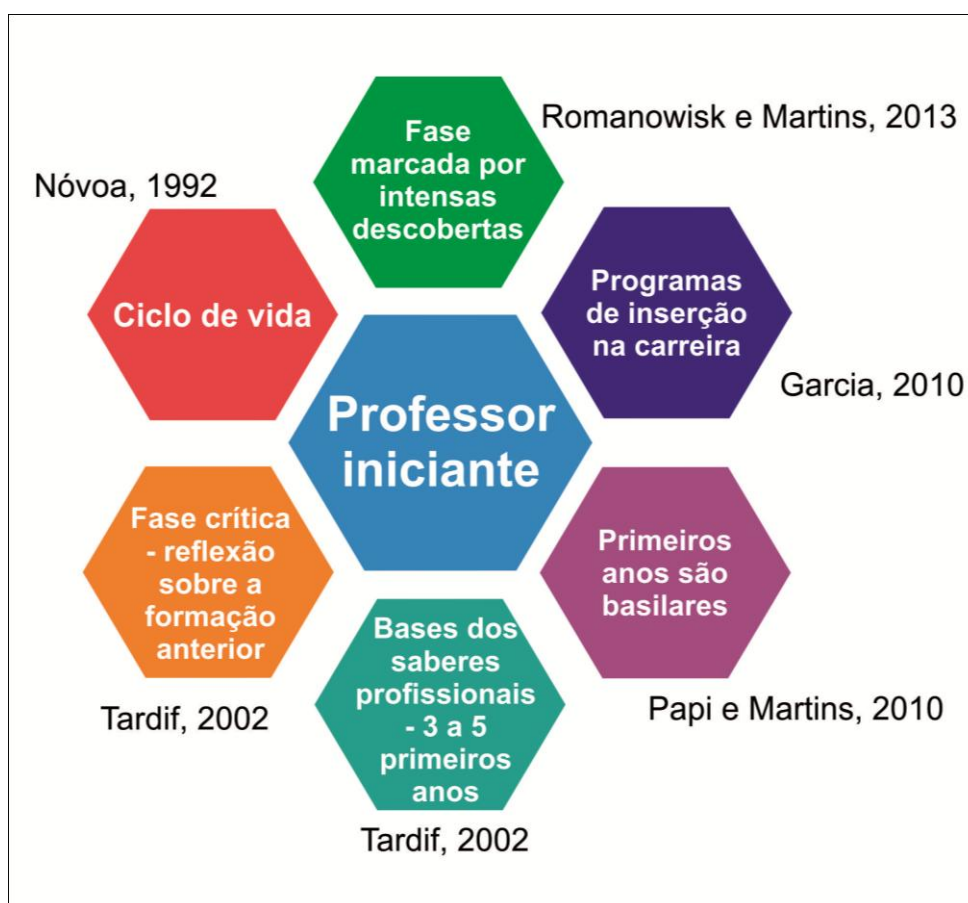 Romanowisk e Martins, 2013
Fase
marcada por
intensas
descobertas
Nóvoa, 1992
Ciclo de vida
Programas
de inserção
na carreira
Garcia, 2010
Professor
iniciante
Fase crítica
- reflexão
sobre a
formação
anterior
Tardif, 2002
Primeiros
anos são
basilares
Papi e Martins, 2010
Bases dos
saberes
profissionais
- 3 a 5
primeiros
anos
Tardif, 2002